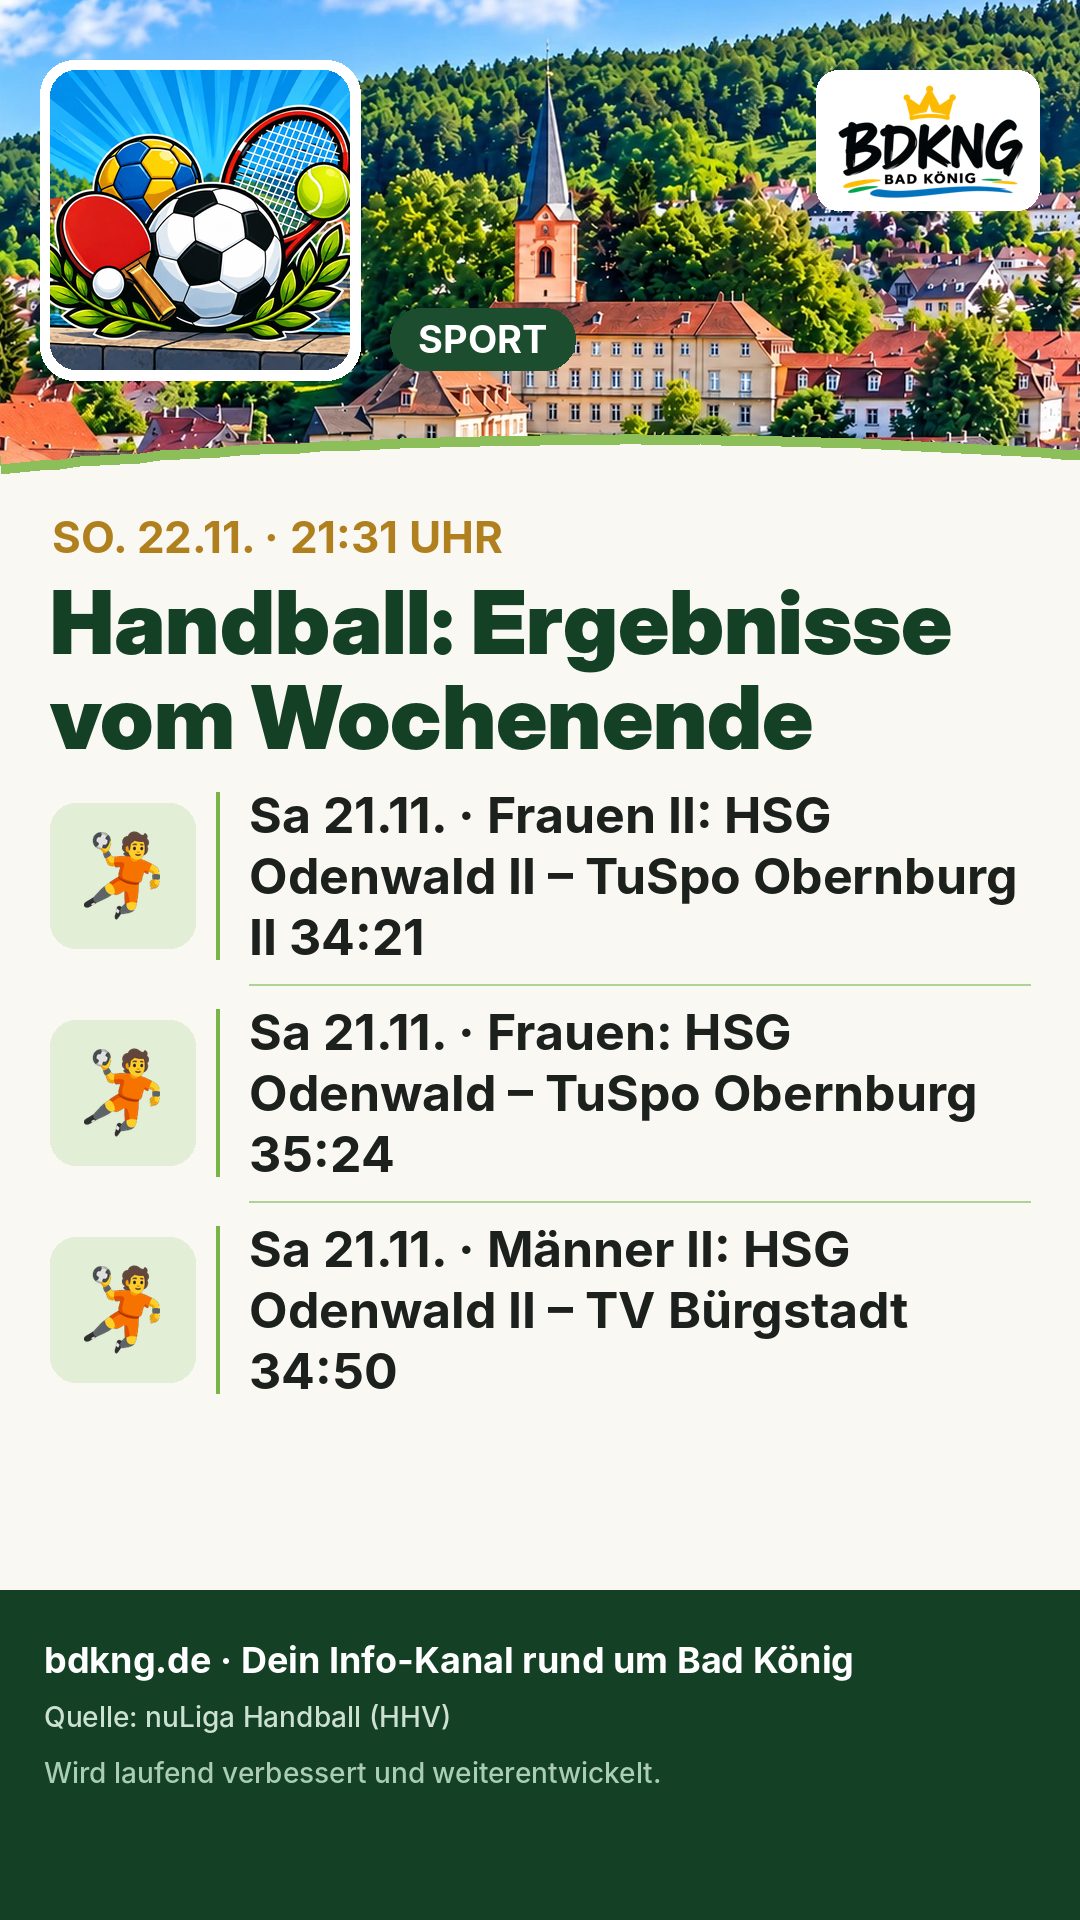 BDKNG
BAD KÖNIG
SPORT
SO. 22.11. · 21:31 UHR
Handball: Ergebnisse
vom Wochenende
Sa 21.11. · Frauen II: HSG
Odenwald II – TuSpo Obernburg
II 34:21
Sa 21.11. · Frauen: HSG
Odenwald – TuSpo Obernburg
35:24
Sa 21.11. · Männer II: HSG
Odenwald II – TV Bürgstadt
34:50
bdkng.de · Dein Info-Kanal rund um Bad König
Quelle: nuLiga Handball (HHV)
Wird laufend verbessert und weiterentwickelt.